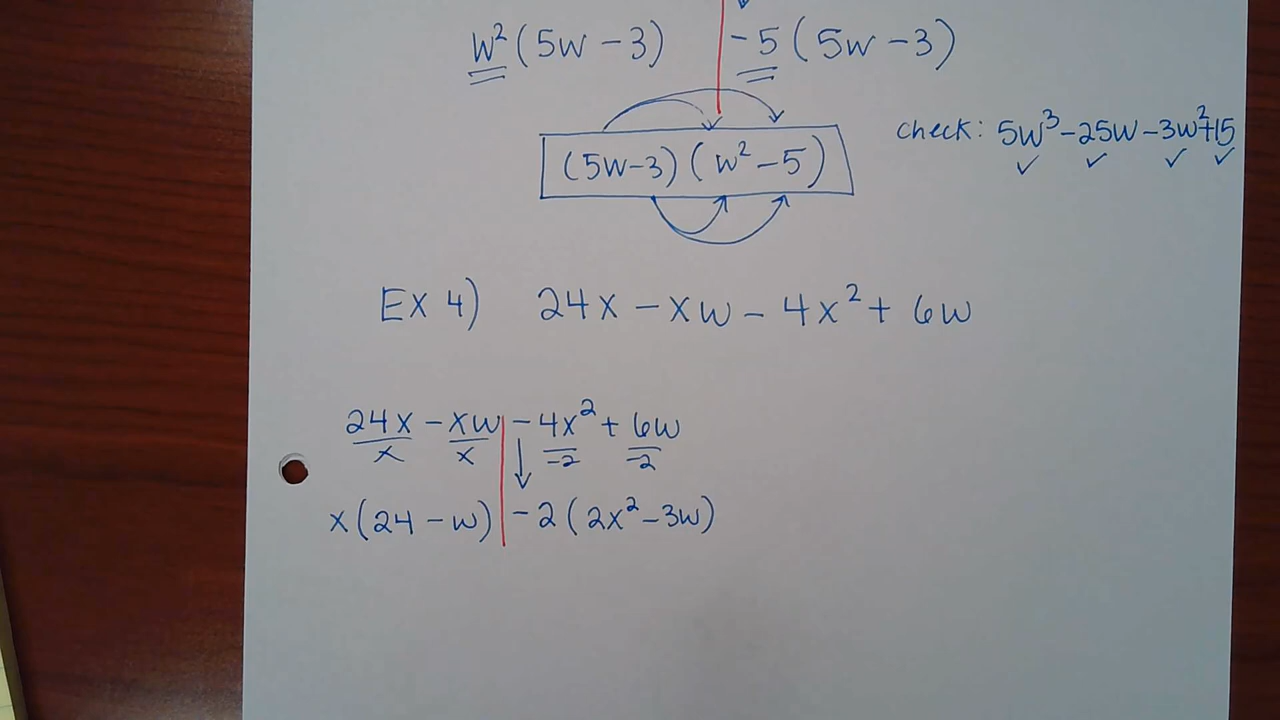 w²(5w-3) -5(5w-3)
(5w-3)(w²-5)
check: 5w³-25w-3w²+15
Ex 4) 24x-xw-4x²+6w
24x-xw-4x²+6w
x x -2 -2
x(24-w) -2(2x²-3w)